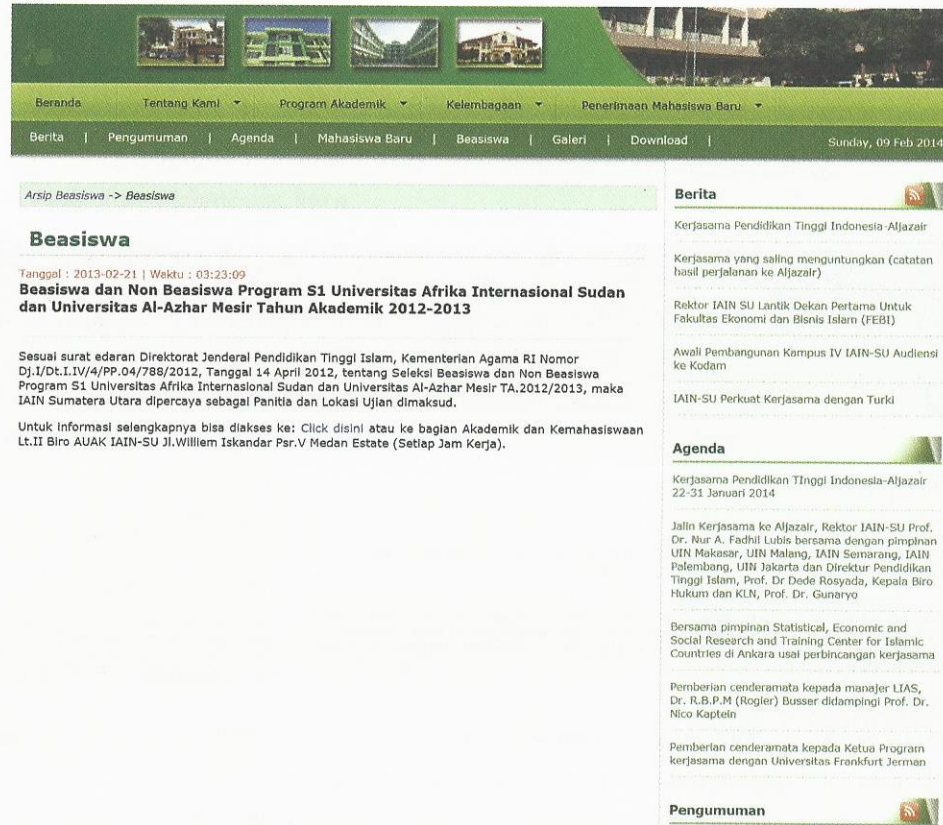 Beranda Tentang Kami Program Akademik Kelembagaan Penerimaan Mahasiswa Baru
Berita | Pengumuman | Agenda | Mahasiswa Baru | Beasiswa | Galeri | Download | Sunday, 09 Feb 2014
Arsip Beasiswa -> Beasiswa
Beasiswa
Tanggal : 2013-02-21 | Waktu : 03:23:09
Beasiswa dan Non Beasiswa Program S1 Universitas Afrika Internasional Sudan
dan Universitas Al-Azhar Mesir Tahun Akademik 2012-2013
Sesuai surat edaran Direktorat Jenderal Pendidikan Tinggi Islam, Kementerian Agama RI Nomor
Dj.I/Dt.I.IV/4/PP.04/788/2012, Tanggal 14 April 2012, tentang Seleksi Beasiswa dan Non Beasiswa
Program S1 Universitas Afrika Internasional Sudan dan Universitas Al-Azhar Mesir TA.2012/2013, maka
IAIN Sumatera Utara dipercaya sebagai Panitia dan Lokasi Ujian dimaksud.
Untuk informasi selengkapnya bisa diakses ke: Click disini atau ke bagian Akademik dan Kemahasiswaan
Lt.II Biro AUAK IAIN-SU Jl.Williem Iskandar Psr.V Medan Estate (Setiap Jam Kerja).
Berita
Kerjasama Pendidikan Tinggi Indonesia-Aljazair
Kerjasama yang saling menguntungkan (catatan
hasil perjalanan ke Aljazair)
Rektor IAIN SU Lantik Dekan Pertama Untuk
Fakultas Ekonomi dan Bisnis Islam (FEBI)
Awali Pembangunan Kampus IV IAIN-SU Audiensi
ke Kodam
IAIN-SU Perkuat Kerjasama dengan Turki
Agenda
Kerjasama Pendidikan TInggi Indonesia-Aljazair
22-31 Januari 2014
Jalin Kerjasama ke Aljazair, Rektor IAIN-SU Prof.
Dr. Nur A. Fadhil Lubis bersama dengan pimpinan
UIN Makasar, UIN Malang, IAIN Semarang, IAIN
Palembang, UIN Jakarta dan Direktur Pendidikan
Tinggi Islam, Prof. Dr Dede Rosyada, Kepala Biro
Hukum dan KLN, Prof. Dr. Gunaryo
Bersama pimpinan Statistical, Economic and
Social Research and Training Center for Islamic
Countries di Ankara usai perbincangan kerjasama
Pemberian cenderamata kepada manajer LIAS,
Dr. R.B.P.M (Rogier) Busser didampingi Prof. Dr.
Nico Kaptein
Pemberian cenderamata kepada Ketua Program
kerjasama dengan Universitas Frankfurt Jerman
Pengumuman